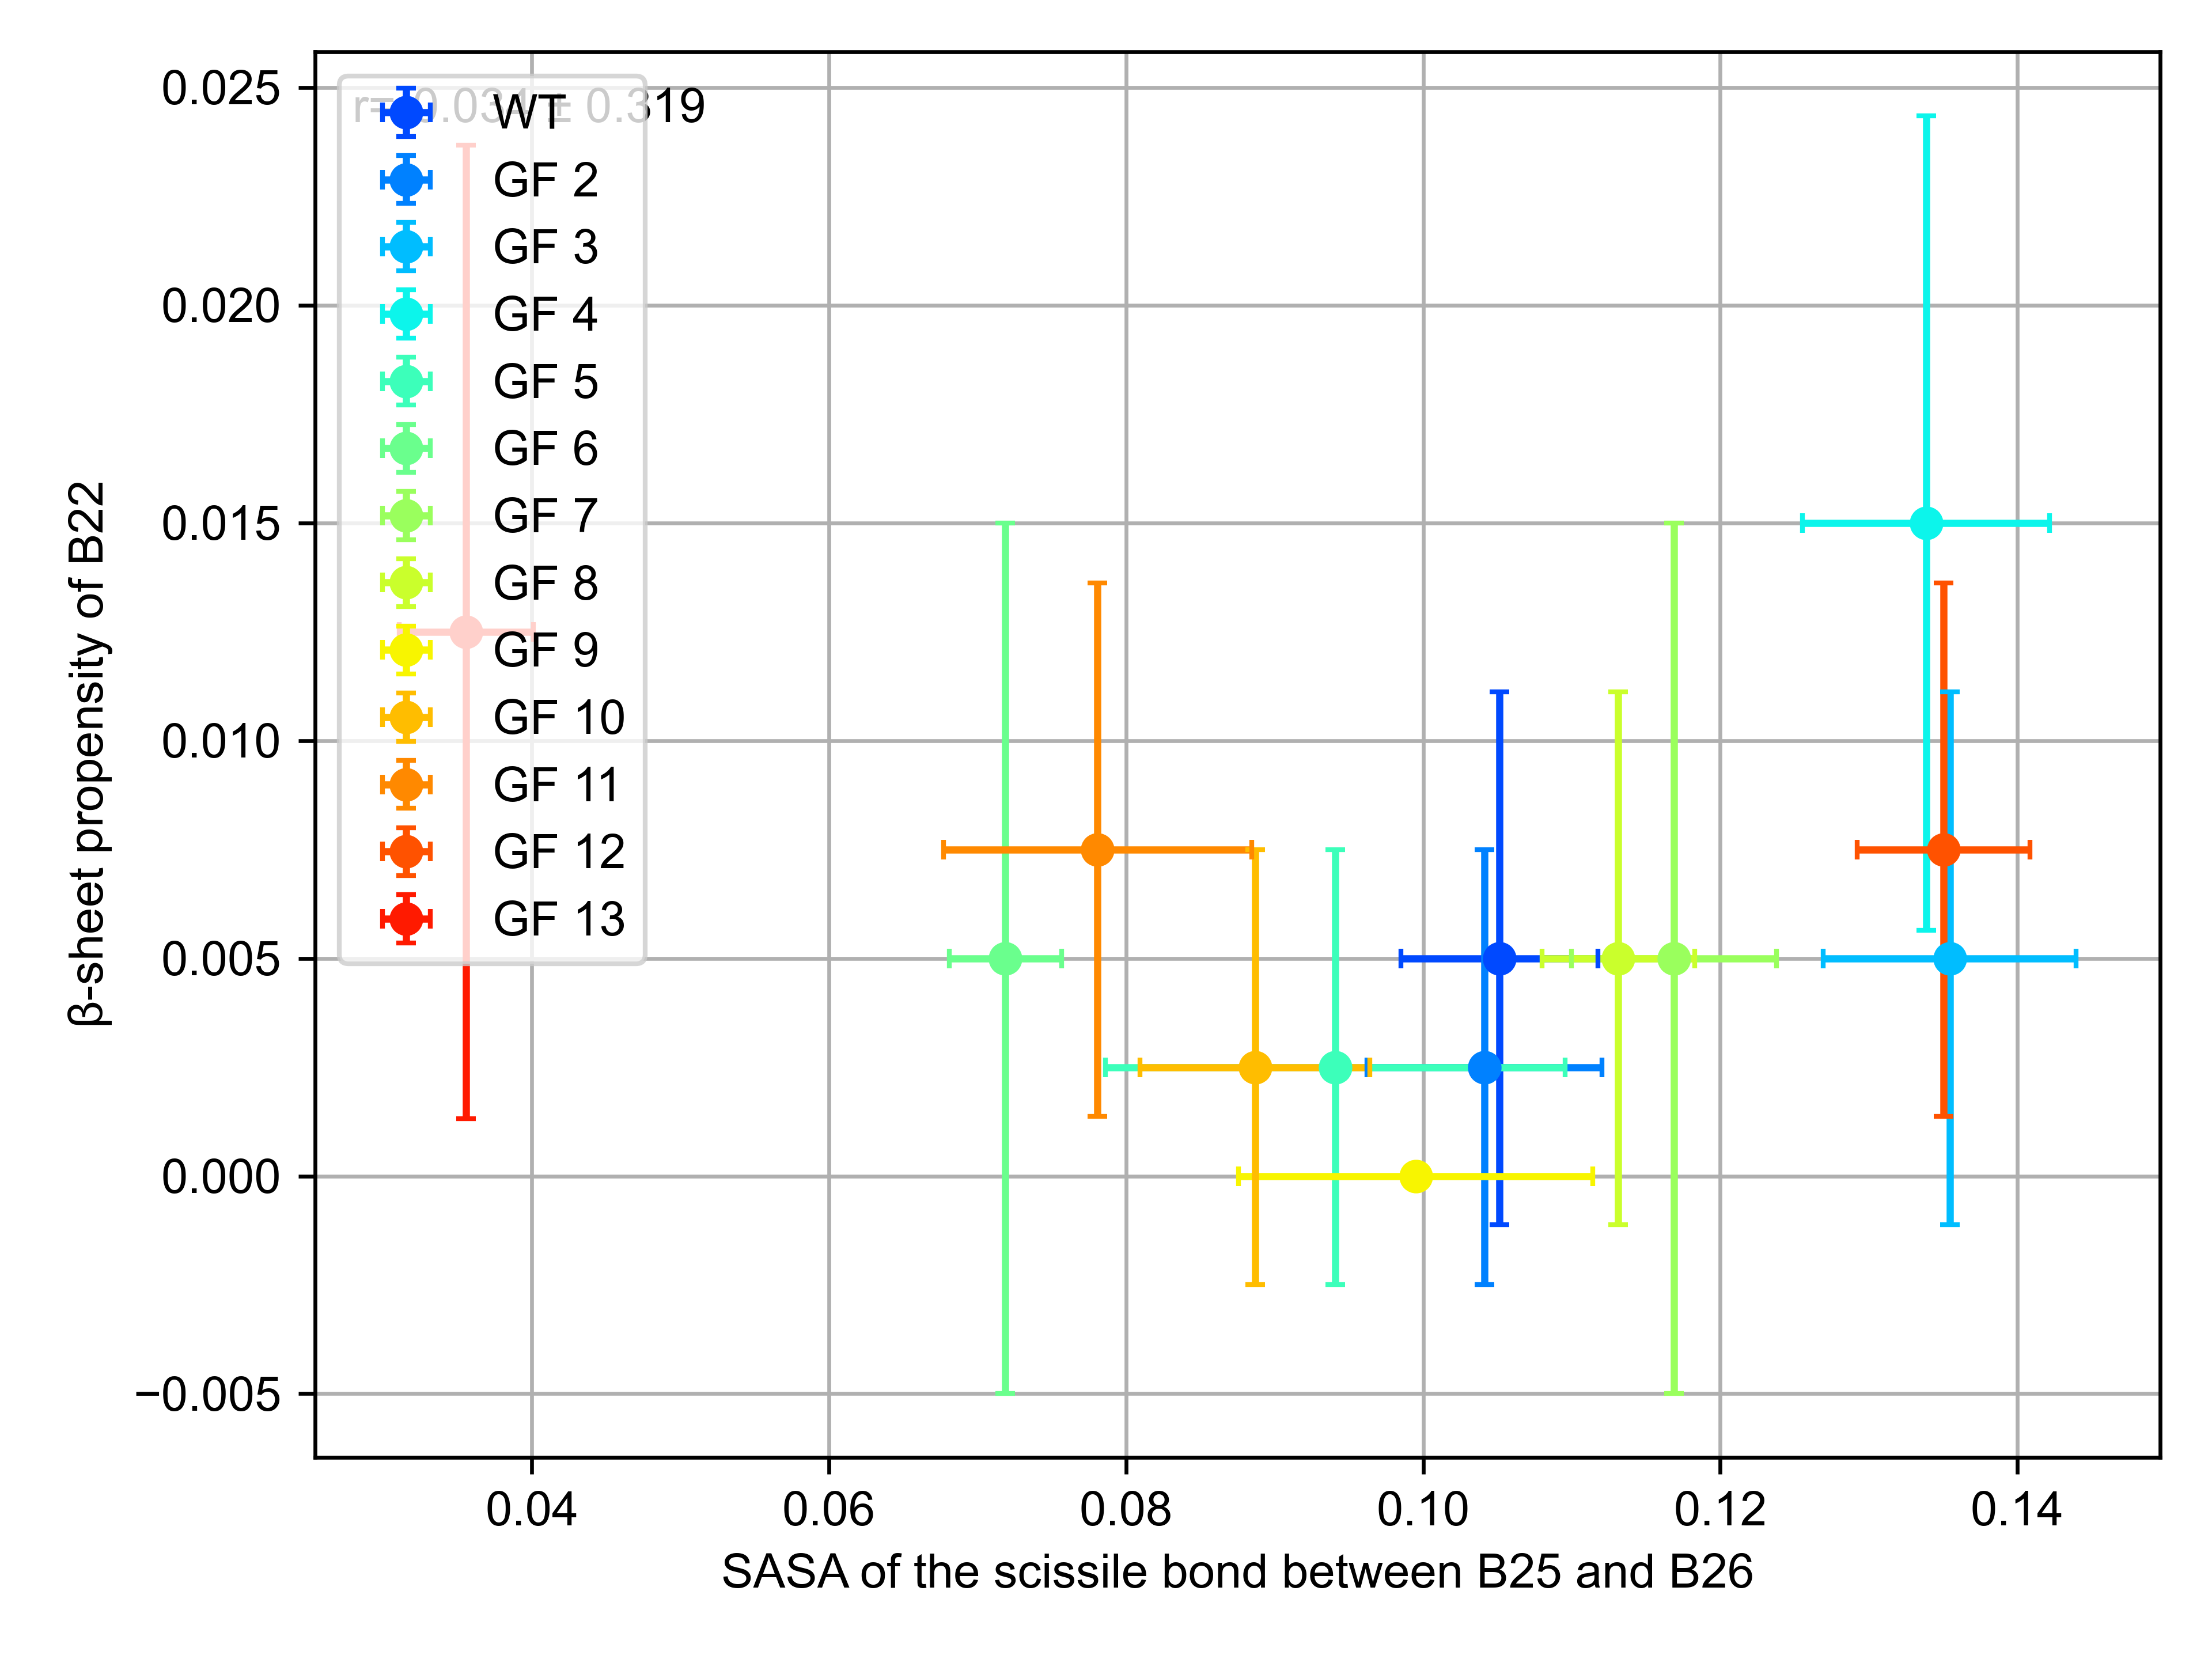 0.025
0.020
0.015
0.010
0.005
0.000
−0.005
β-sheet propensity of B22
± 0.319
WT
GF 2
GF 3
GF 4
GF 5
GF 6
GF 7
GF 8
GF 9
GF 10
GF 11
GF 12
GF 13
0.04 0.06 0.08 0.10 0.12 0.14
SASA of the scissile bond between B25 and B26